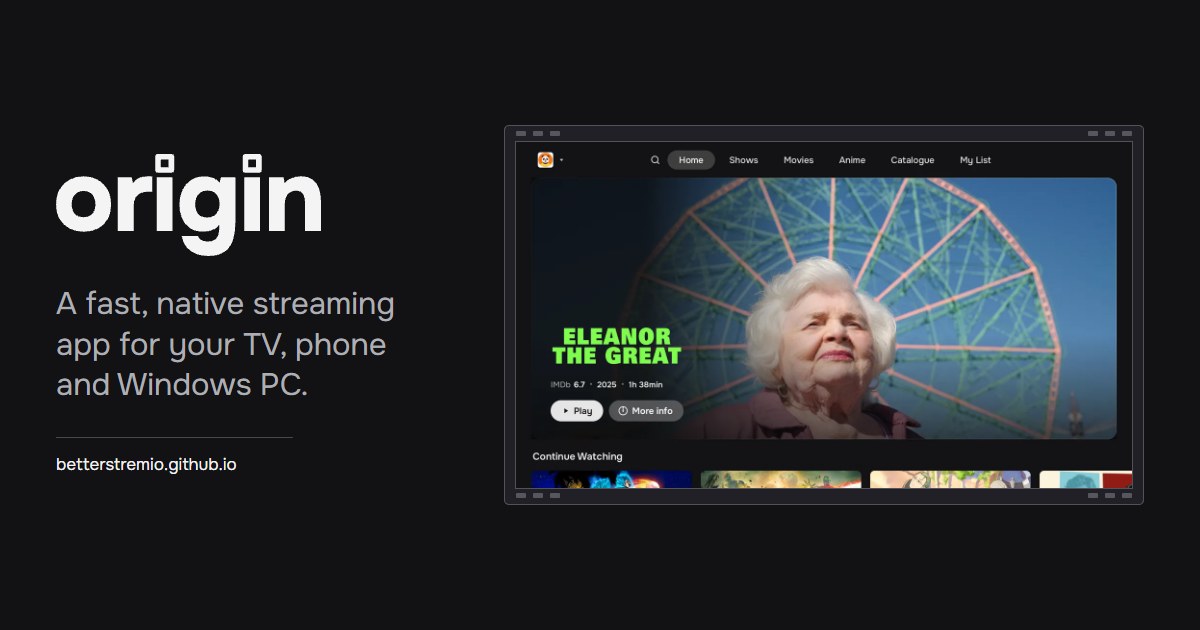 origin
A fast, native streaming
app for your TV, phone
and Windows PC.
betterstremio.github.io
Home Shows Movies Anime Catalogue My List
ELEANOR
THE GREAT
IMDb 6.7 · 2025 · 1h 38min
Play More info
Continue Watching